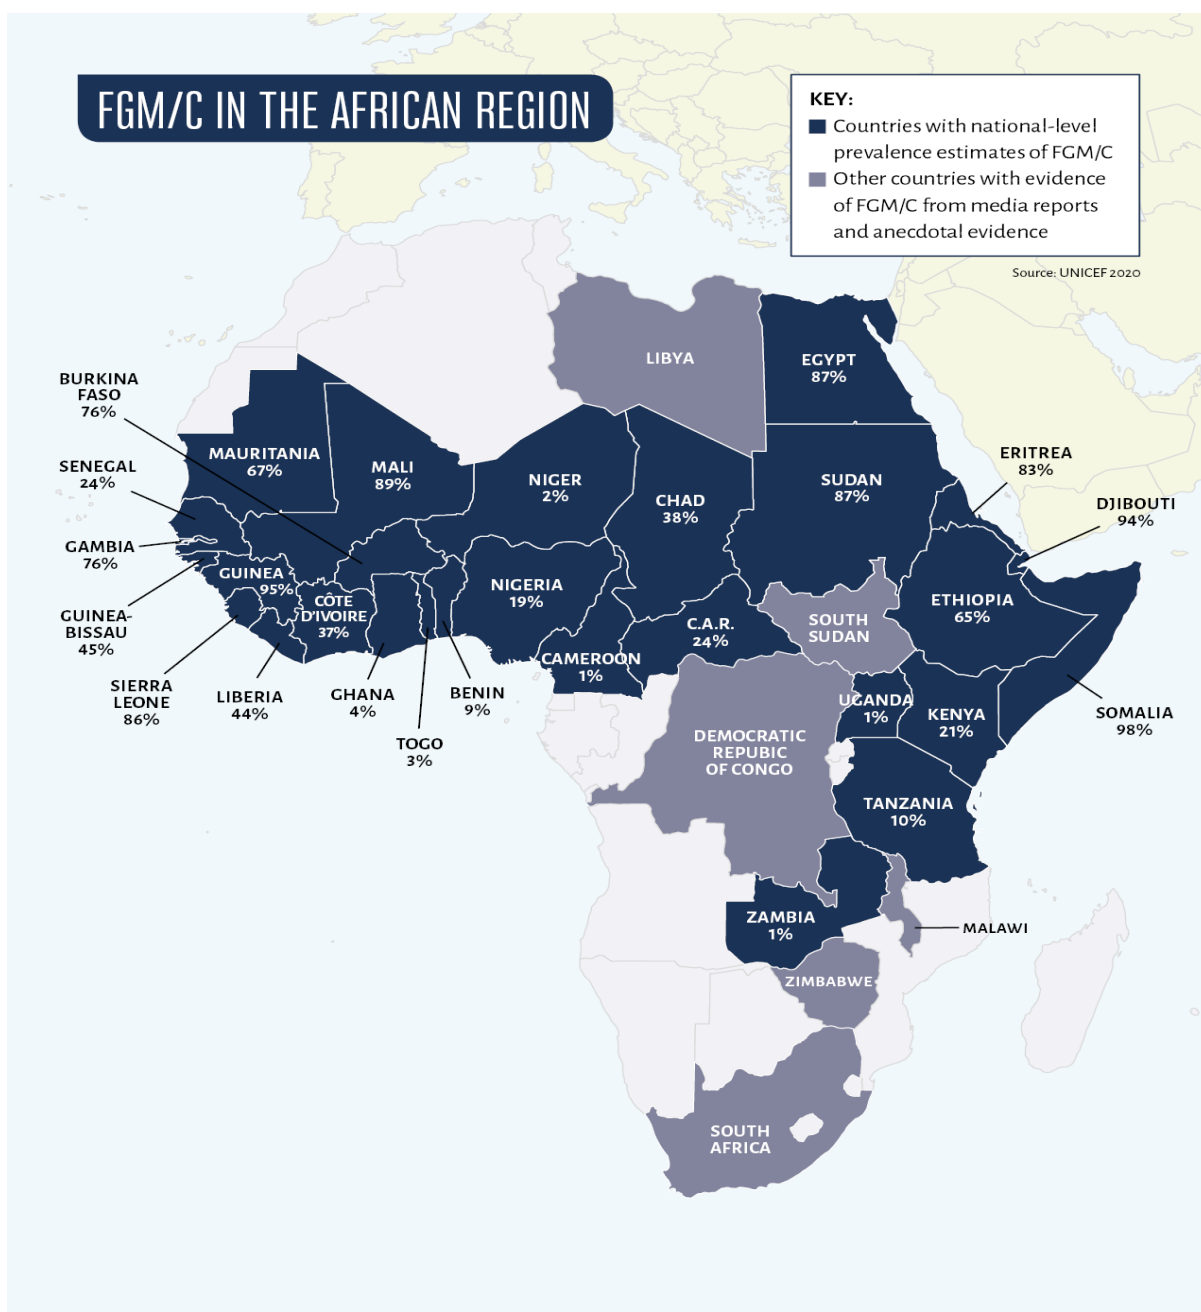 FGM/C IN THE AFRICAN REGION
KEY:
Countries with national-level
prevalence estimates of FGM/C
Other countries with evidence
of FGM/C from media reports
and anecdotal evidence
Source: UNICEF 2020
LIBYA
EGYPT
87%
BURKINA
FASO
76%
MAURITANIA
67%
MALI
89%
NIGER
2%
CHAD
38%
SUDAN
87%
ERITREA
83%
DJIBOUTI
94%
SENEGAL
24%
GAMBIA
76%
GUINEA
95%
CÔTE
D'IVOIRE
37%
NIGERIA
19%
C.A.R.
24%
SOUTH
SUDAN
ETHIOPIA
65%
GUINEA-
BISSAU
45%
SIERRA
LEONE
86%
LIBERIA
44%
GHANA
4%
TOGO
3%
BENIN
9%
CAMEROON
1%
UGANDA
1%
KENYA
21%
SOMALIA
98%
DEMOCRATIC
REPUBIC
OF CONGO
TANZANIA
10%
ZAMBIA
1%
MALAWI
ZIMBABWE
SOUTH
AFRICA